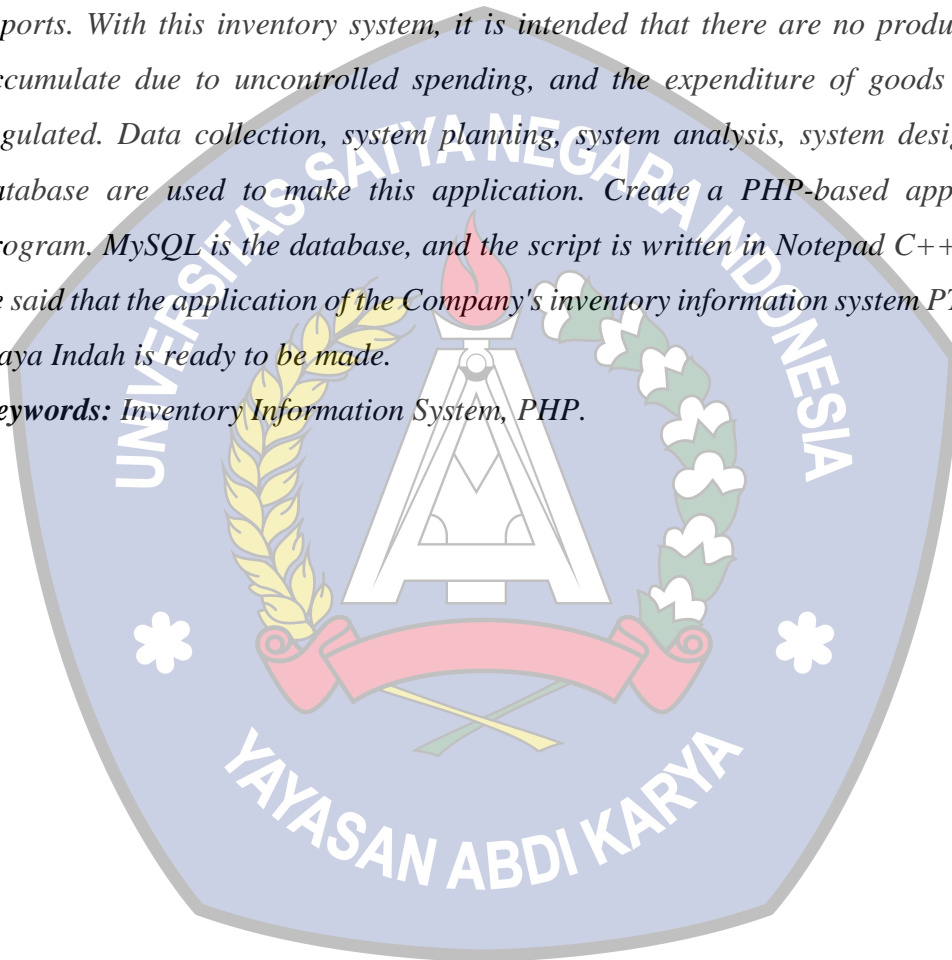 ports. With this inventory system, it is intended that there are no produ
ccumulate due to uncontrolled spending, and the expenditure of goods
gulated. Data collection, system planning, system analysis, system desig
atabase are used to make this application. Create a PHP-based app
rogram. MySQL is the database, and the script is written in Notepad C++
e said that the application of the Company's inventory information system PT
aya Indah is ready to be made.
eywords: Inventory Information System, PHP.
UNIVERSITAS SATYA NEGARA INDONESIA
YAYASAN ABDI KARYA